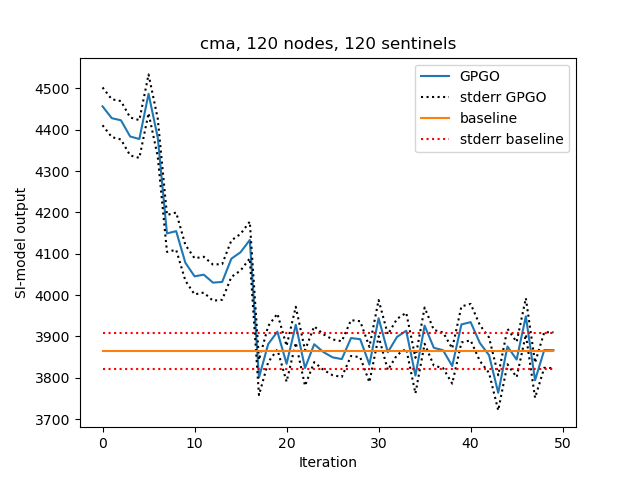 cma, 120 nodes, 120 sentinels
GPGO
stderr GPGO
baseline
stderr baseline
SI-model output
4500
4400
4300
4200
4100
4000
3900
3800
3700
0 10 20 30 40 50
Iteration